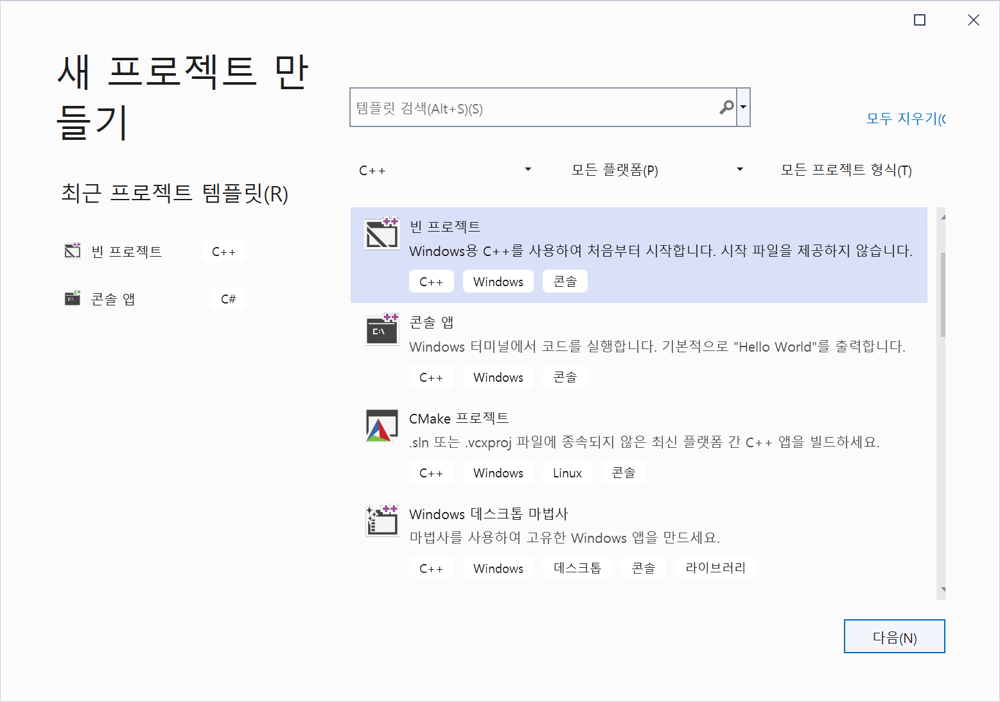 새 프로젝트 만
들기
최근 프로젝트 템플릿(R)
빈 프로젝트 C++
콘솔 앱 C#
템플릿 검색(Alt+S)(S)
모두 지우기(C
C++ 모든 플랫폼(P) 모든 프로젝트 형식(T)
빈 프로젝트
Windows용 C++를 사용하여 처음부터 시작합니다. 시작 파일을 제공하지 않습니다.
C++ Windows 콘솔
콘솔 앱
Windows 터미널에서 코드를 실행합니다. 기본적으로 "Hello World"를 출력합니다.
C++ Windows 콘솔
CMake 프로젝트
.sln 또는 .vcxproj 파일에 종속되지 않은 최신 플랫폼 간 C++ 앱을 빌드하세요.
C++ Windows Linux 콘솔
Windows 데스크톱 마법사
마법사를 사용하여 고유한 Windows 앱을 만드세요.
C++ Windows 데스크톱 콘솔 라이브러리
다음(N)